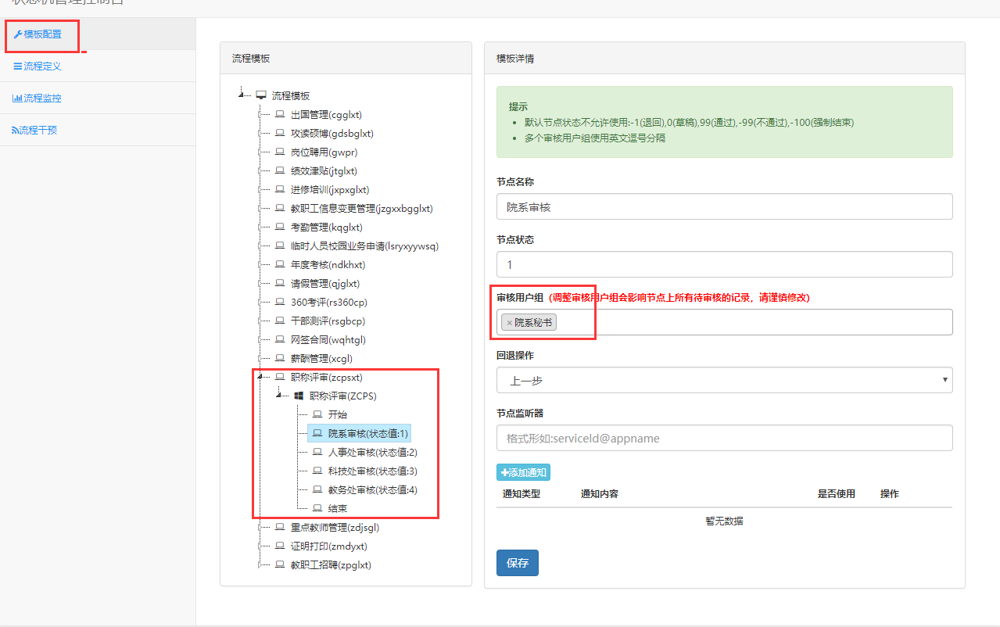 状态机管理控制台
模板配置
流程定义
流程监控
流程干预
流程模板
流程模板
出国管理(cgglxt)
攻读硕博(gdsbglxt)
岗位聘用(gwpr)
绩效津贴(jtglxt)
进修培训(jxpxglxt)
教职工信息变更管理(jzgxxbgglxt)
考勤管理(kqglxt)
临时人员校园业务申请(lsryxyywsq)
年度考核(ndkhxt)
请假管理(qjglxt)
360考评(rs360cp)
干部测评(rsgbcp)
网签合同(wqhtgl)
薪酬管理(xcgl)
职称评审(zcpsxt)
职称评审(ZCPS)
开始
院系审核(状态值:1)
人事处审核(状态值:2)
科技处审核(状态值:3)
教务处审核(状态值:4)
结束
重点教师管理(zdjsgl)
证明打印(zmdyxt)
教职工招聘(zpglxt)
模板详情
提示
默认节点状态不允许使用:-1(退回),0(草稿),99(通过),-99(不通过),-100(强制结束)
多个审核用户组使用英文逗号分隔
节点名称
院系审核
节点状态
1
审核用户组（调整审核用户组会影响节点上所有待审核的记录，请谨慎修改）
×院系秘书
回退操作
上一步
节点监听器
格式形如:serviceId@appname
添加通知
通知类型 通知内容 是否使用 操作
暂无数据
保存